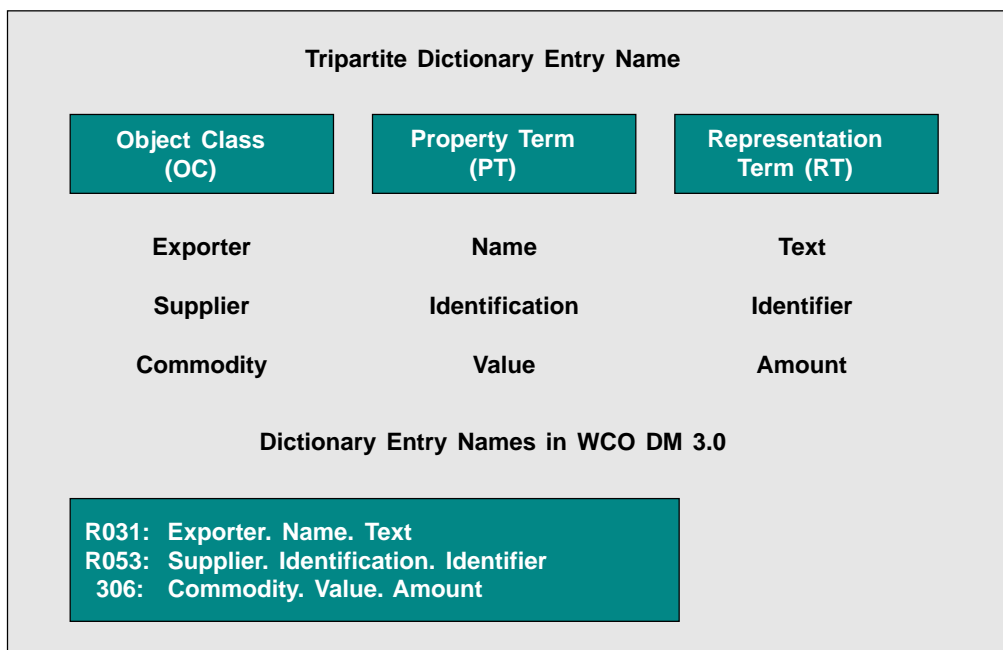 Tripartite Dictionary Entry Name
Object Class (OC)
Property Term (PT)
Representation Term (RT)
Exporter Name Text
Supplier Identification Identifier
Commodity Value Amount
Dictionary Entry Names in WCO DM 3.0
R031: Exporter. Name. Text
R053: Supplier. Identification. Identifier
306: Commodity. Value. Amount